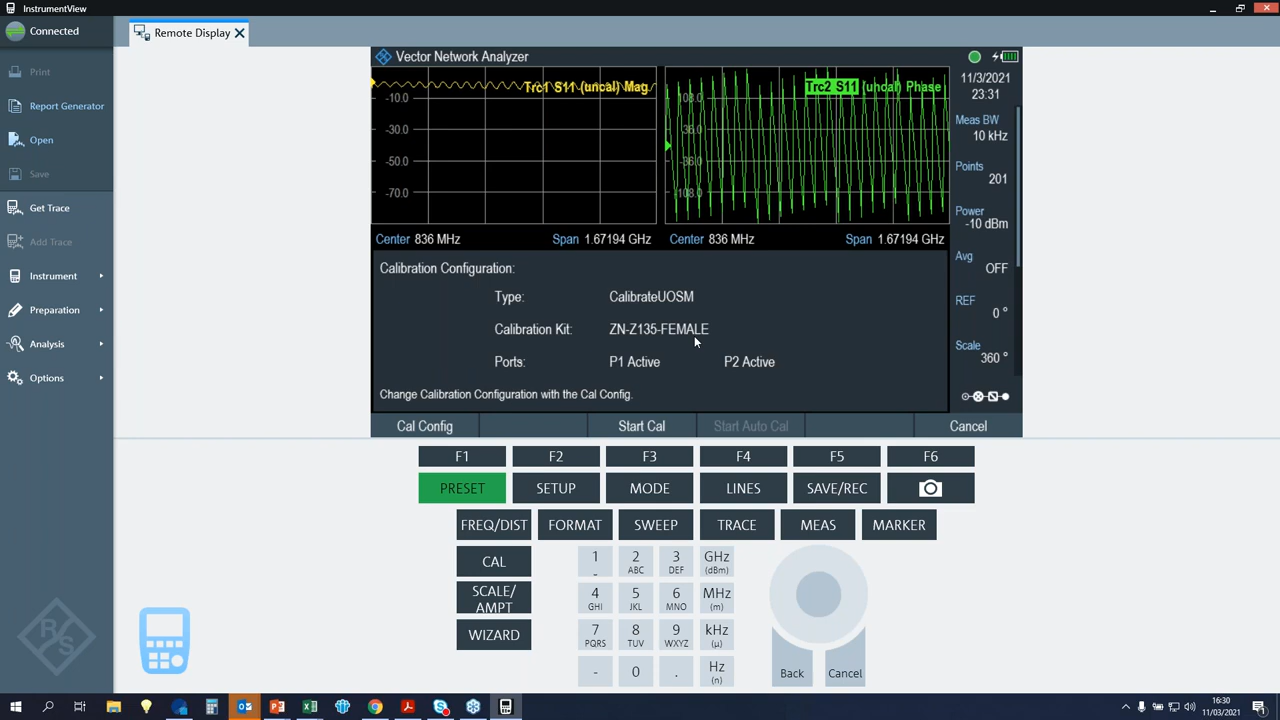 InstrumentView
Connected
Remote Display
Print
Report Generator
Open
Save
Get Trace
Add Trace
Instrument
Preparation
Analysis
Options
R
S
Vector Network Analyzer
Trc1 S11 (uncal) Mag
-10.0
-30.0
-50.0
-70.0
Center 836 MHz Span 1.67194 GHz
Trc2 S11 (uncal) Phase
108.0
36.0
-36.0
-108.0
Center 836 MHz Span 1.67194 GHz
Calibration Configuration:
Type: CalibrateUOSM
Calibration Kit: ZN-Z135-FEMALE
Ports: P1 Active P2 Active
Change Calibration Configuration with the Cal Config.
11/3/2021
23:31
Meas BW
10 kHz
Points
201
Power
-10 dBm
Avg
OFF
REF
0 °
Scale
360 °
Cal Config Start Cal Start Auto Cal Cancel
F1 F2 F3 F4 F5 F6
PRESET SETUP MODE LINES SAVE/REC
FREQ/DIST FORMAT SWEEP TRACE MEAS MARKER
CAL
SCALE/
AMPT
WIZARD
1 2 3 GHz
_ ABC DEF (dBm)
4 5 6 MHz
GHI JKL MNO (m)
7 8 9 kHz
PQRS TUV WXYZ (µ)
- 0 . Hz
(n)
Back Cancel
16:30
11/03/2021